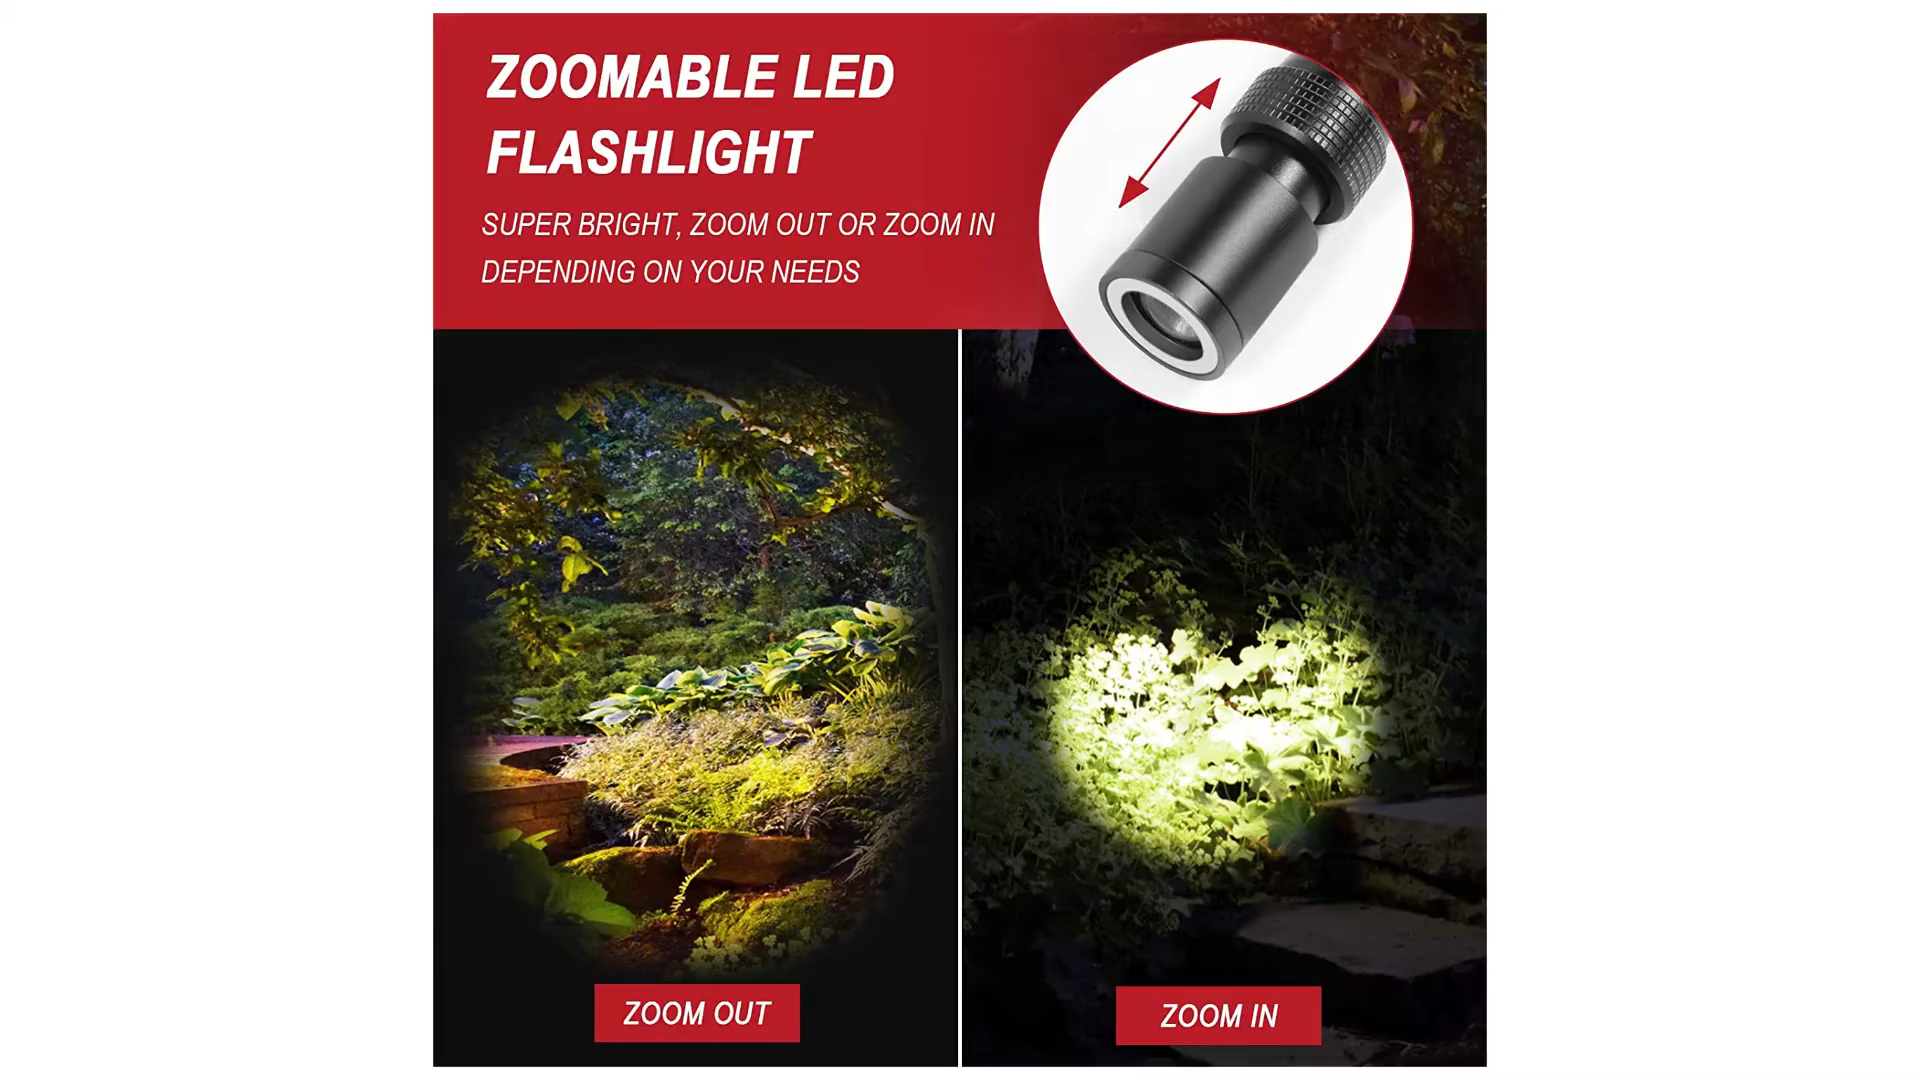 ZOOMABLE LED
FLASHLIGHT
SUPER BRIGHT, ZOOM OUT OR ZOOM IN
DEPENDING ON YOUR NEEDS
ZOOM OUT
ZOOM IN